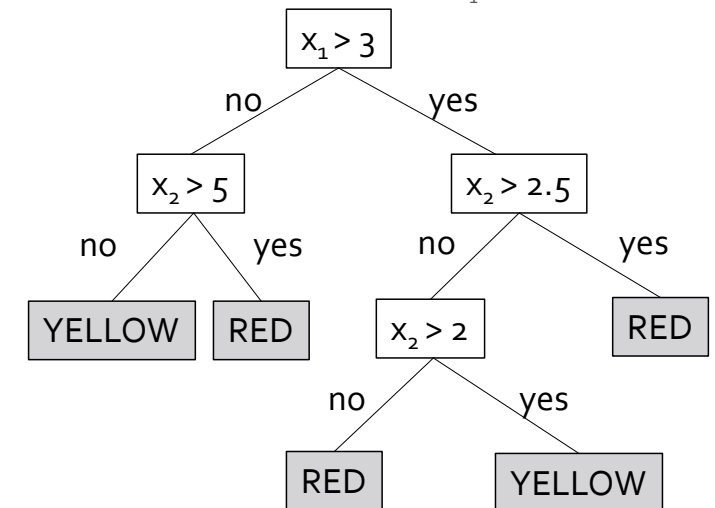 1
x₁ > 3
no
yes
x₂ > 5
x₂ > 2.5
no
yes
no
yes
YELLOW
RED
x₂ > 2
RED
no
yes
RED
YELLOW